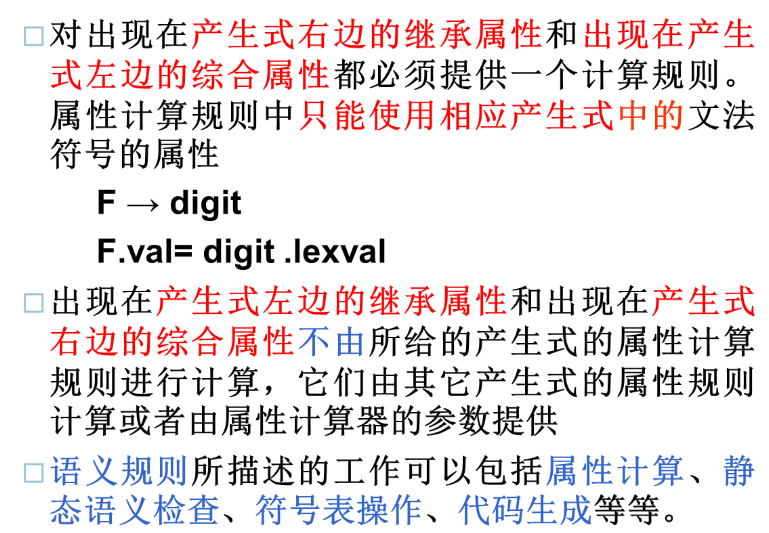 □对出现在产生式右边的继承属性和出现在产生
式左边的综合属性都必须提供一个计算规则。
属性计算规则中只能使用相应产生式中的文法
符号的属性
F → digit
F.val= digit .lexval
□出现在产生式左边的继承属性和出现在产生式
右边的综合属性不由所给的产生式的属性计算
规则进行计算，它们由其它产生式的属性规则
计算或者由属性计算器的参数提供
□语义规则所描述的工作可以包括属性计算、静
态语义检查、符号表操作、代码生成等等。